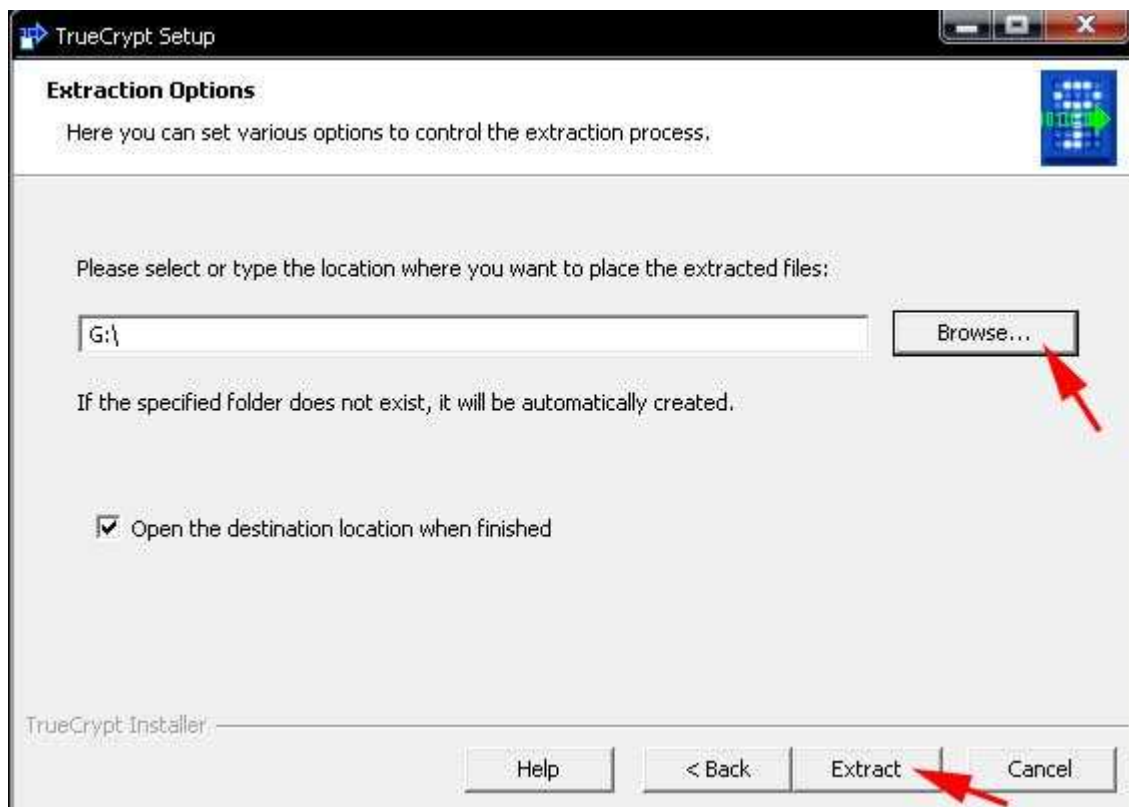 TrueCrypt Setup
Extraction Options
Here you can set various options to control the extraction process.
Please select or type the location where you want to place the extracted files:
G:\
Browse...
If the specified folder does not exist, it will be automatically created.
Open the destination location when finished
TrueCrypt Installer
Help
< Back
Extract
Cancel